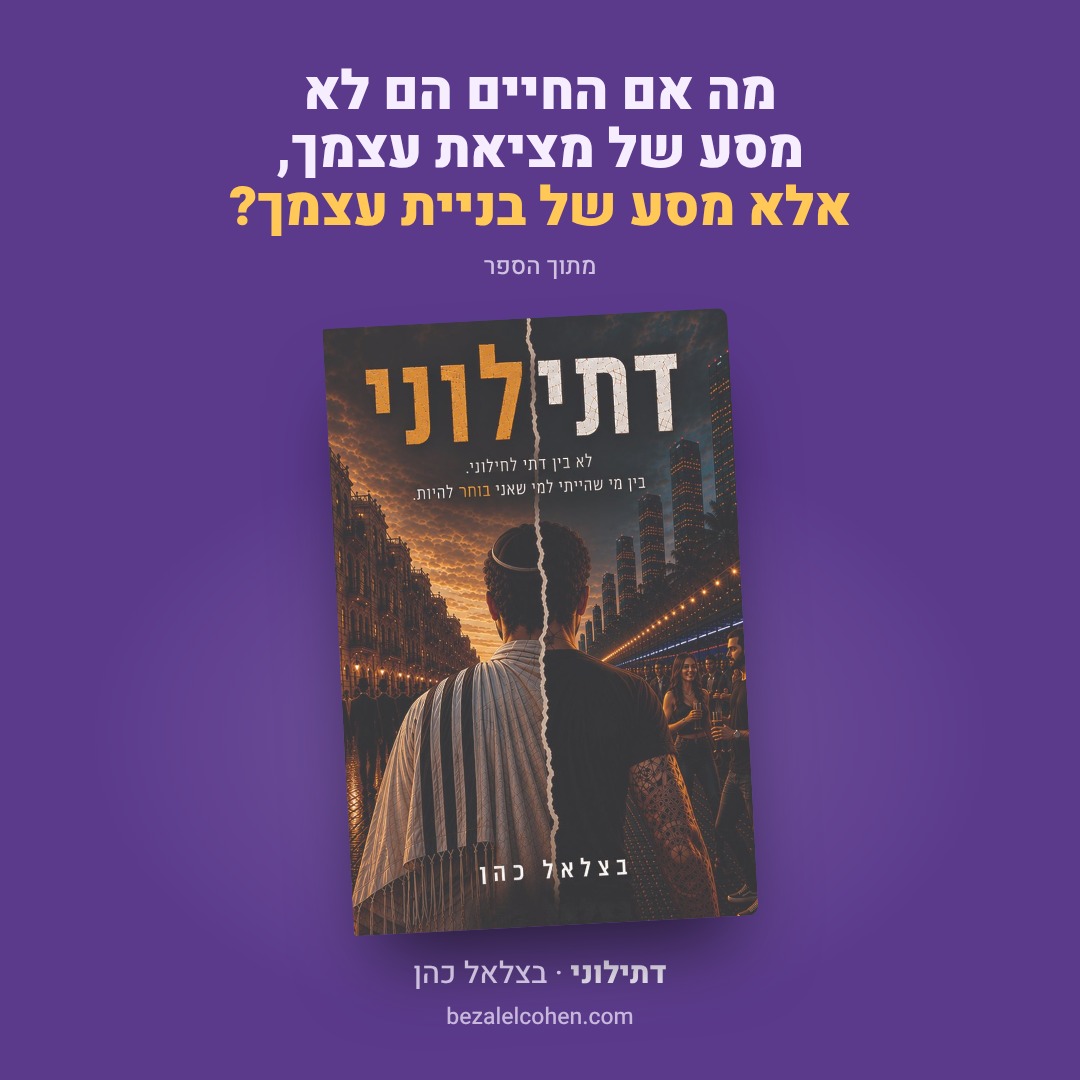 מה אם החיים הם לא
מסע של מציאת עצמך,
אלא מסע של בניית עצמך?
מתוך הספר
דתילוני
לא בין דתי לחילוני.
בין מי שהייתי למי שאני בוחר להיות.
בצלאל כהן
דתילוני · בצלאל כהן
bezalelcohen.com